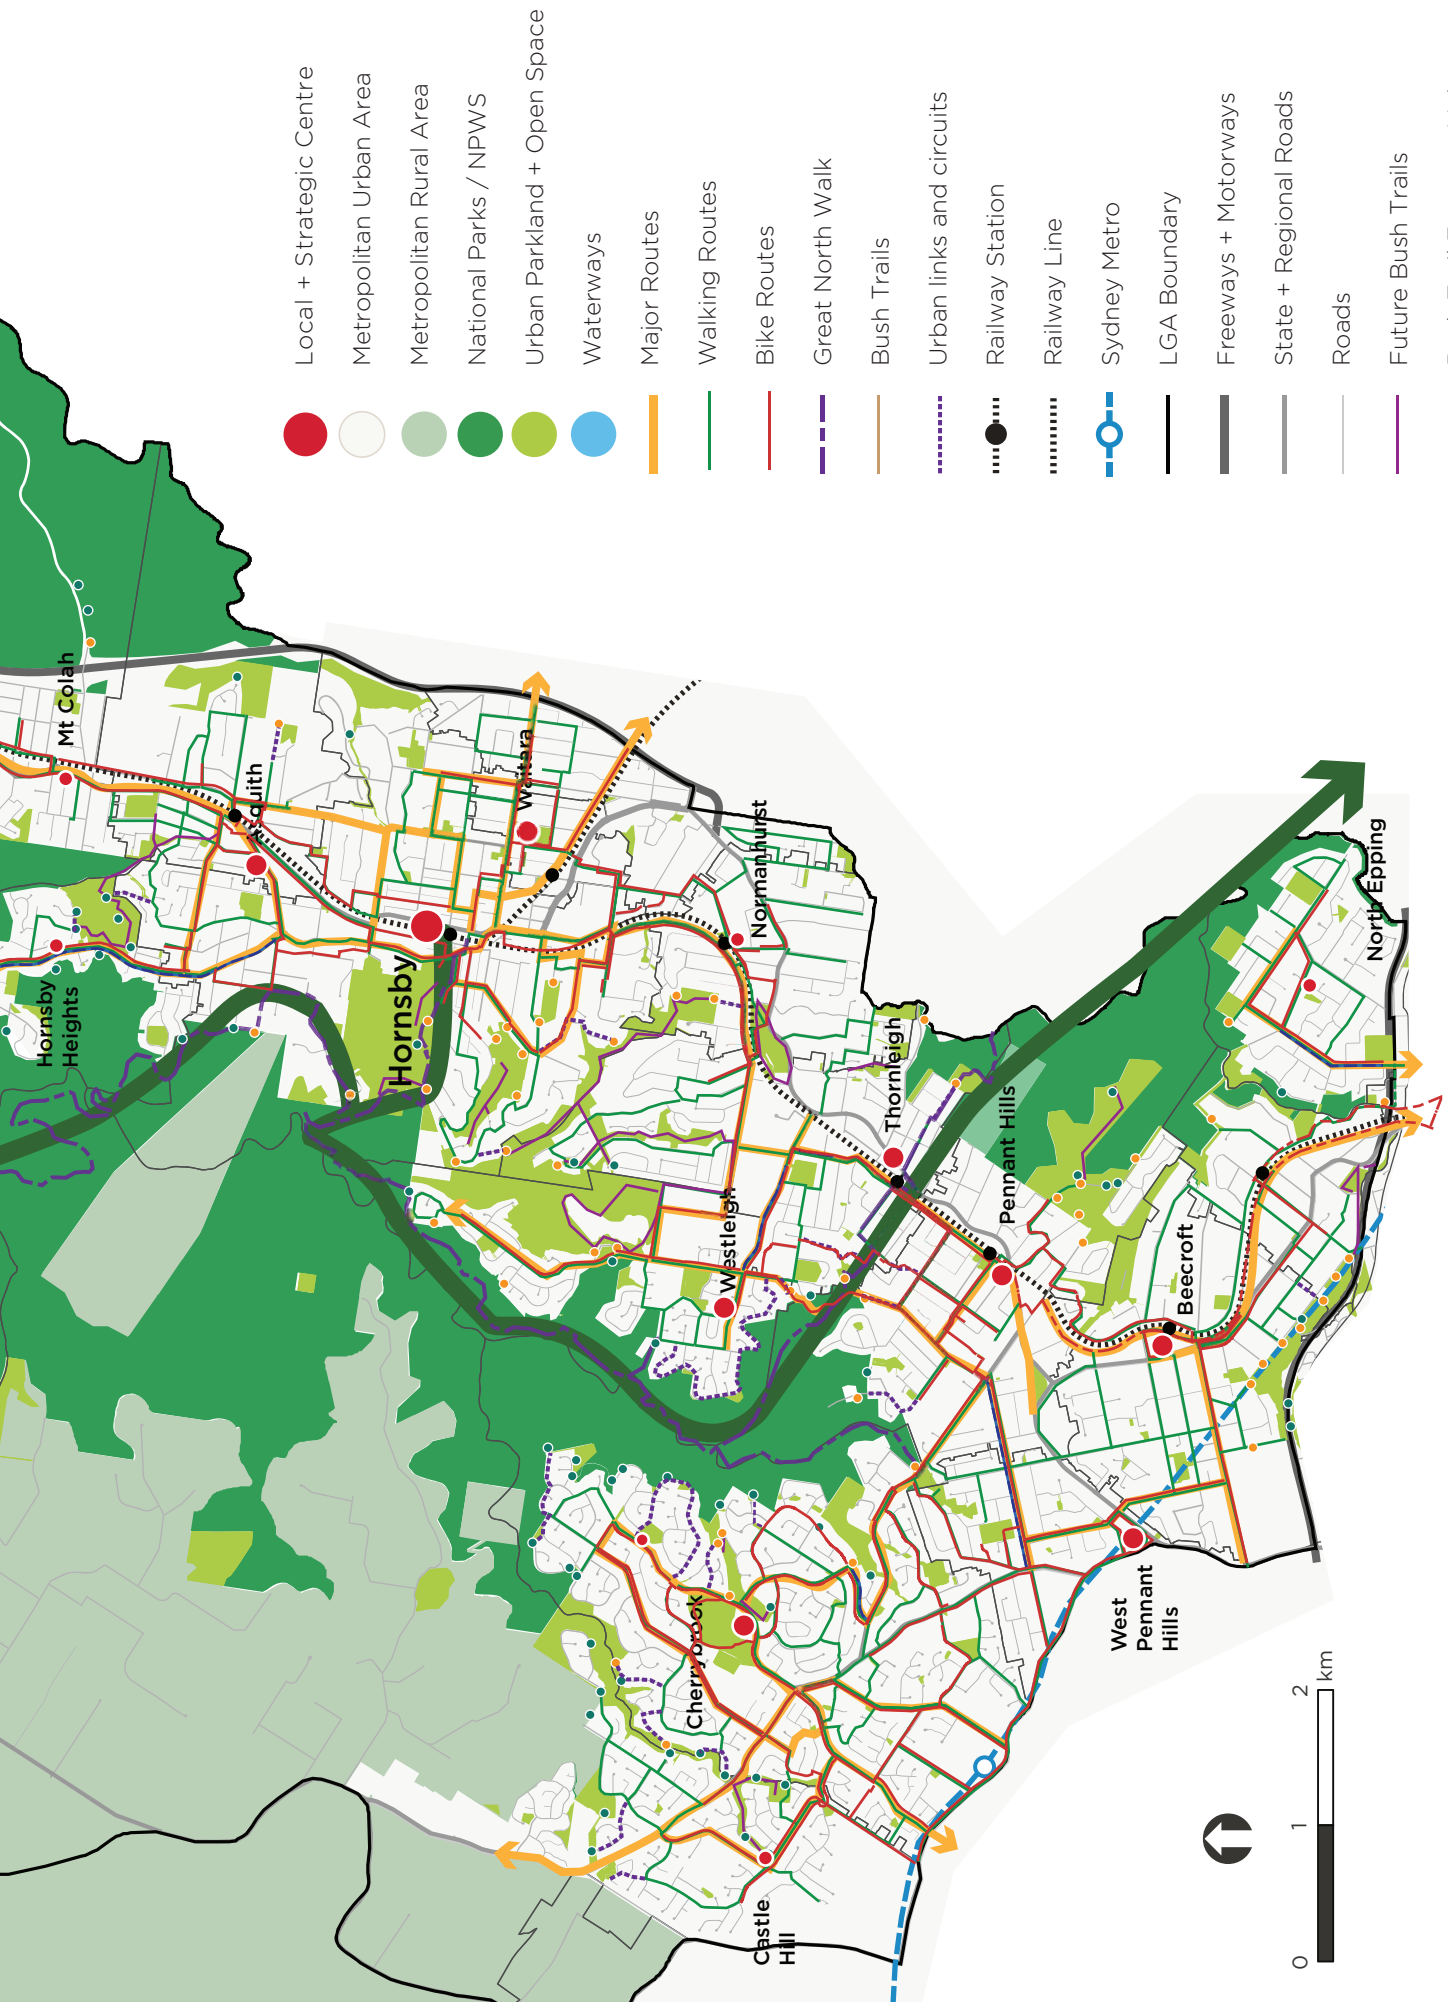 Local + Strategic Centre
Metropolitan Urban Area
Metropolitan Rural Area
National Parks / NPWS
Urban Parkland + Open Space
Waterways
Major Routes
Walking Routes
Bike Routes
Great North Walk
Bush Trails
Urban links and circuits
Railway Station
Railway Line
Sydney Metro
LGA Boundary
Freeways + Motorways
State + Regional Roads
Roads
Future Bush Trails
Mt Colah
Hornsby
Heights
Hornsby
Waitara
Normanhurst
Thornleigh
Westleigh
Pennant Hills
Beecroft
North Epping
Cherrybrook
West
Pennant
Hills
Castle
Hill
0 1 2 km